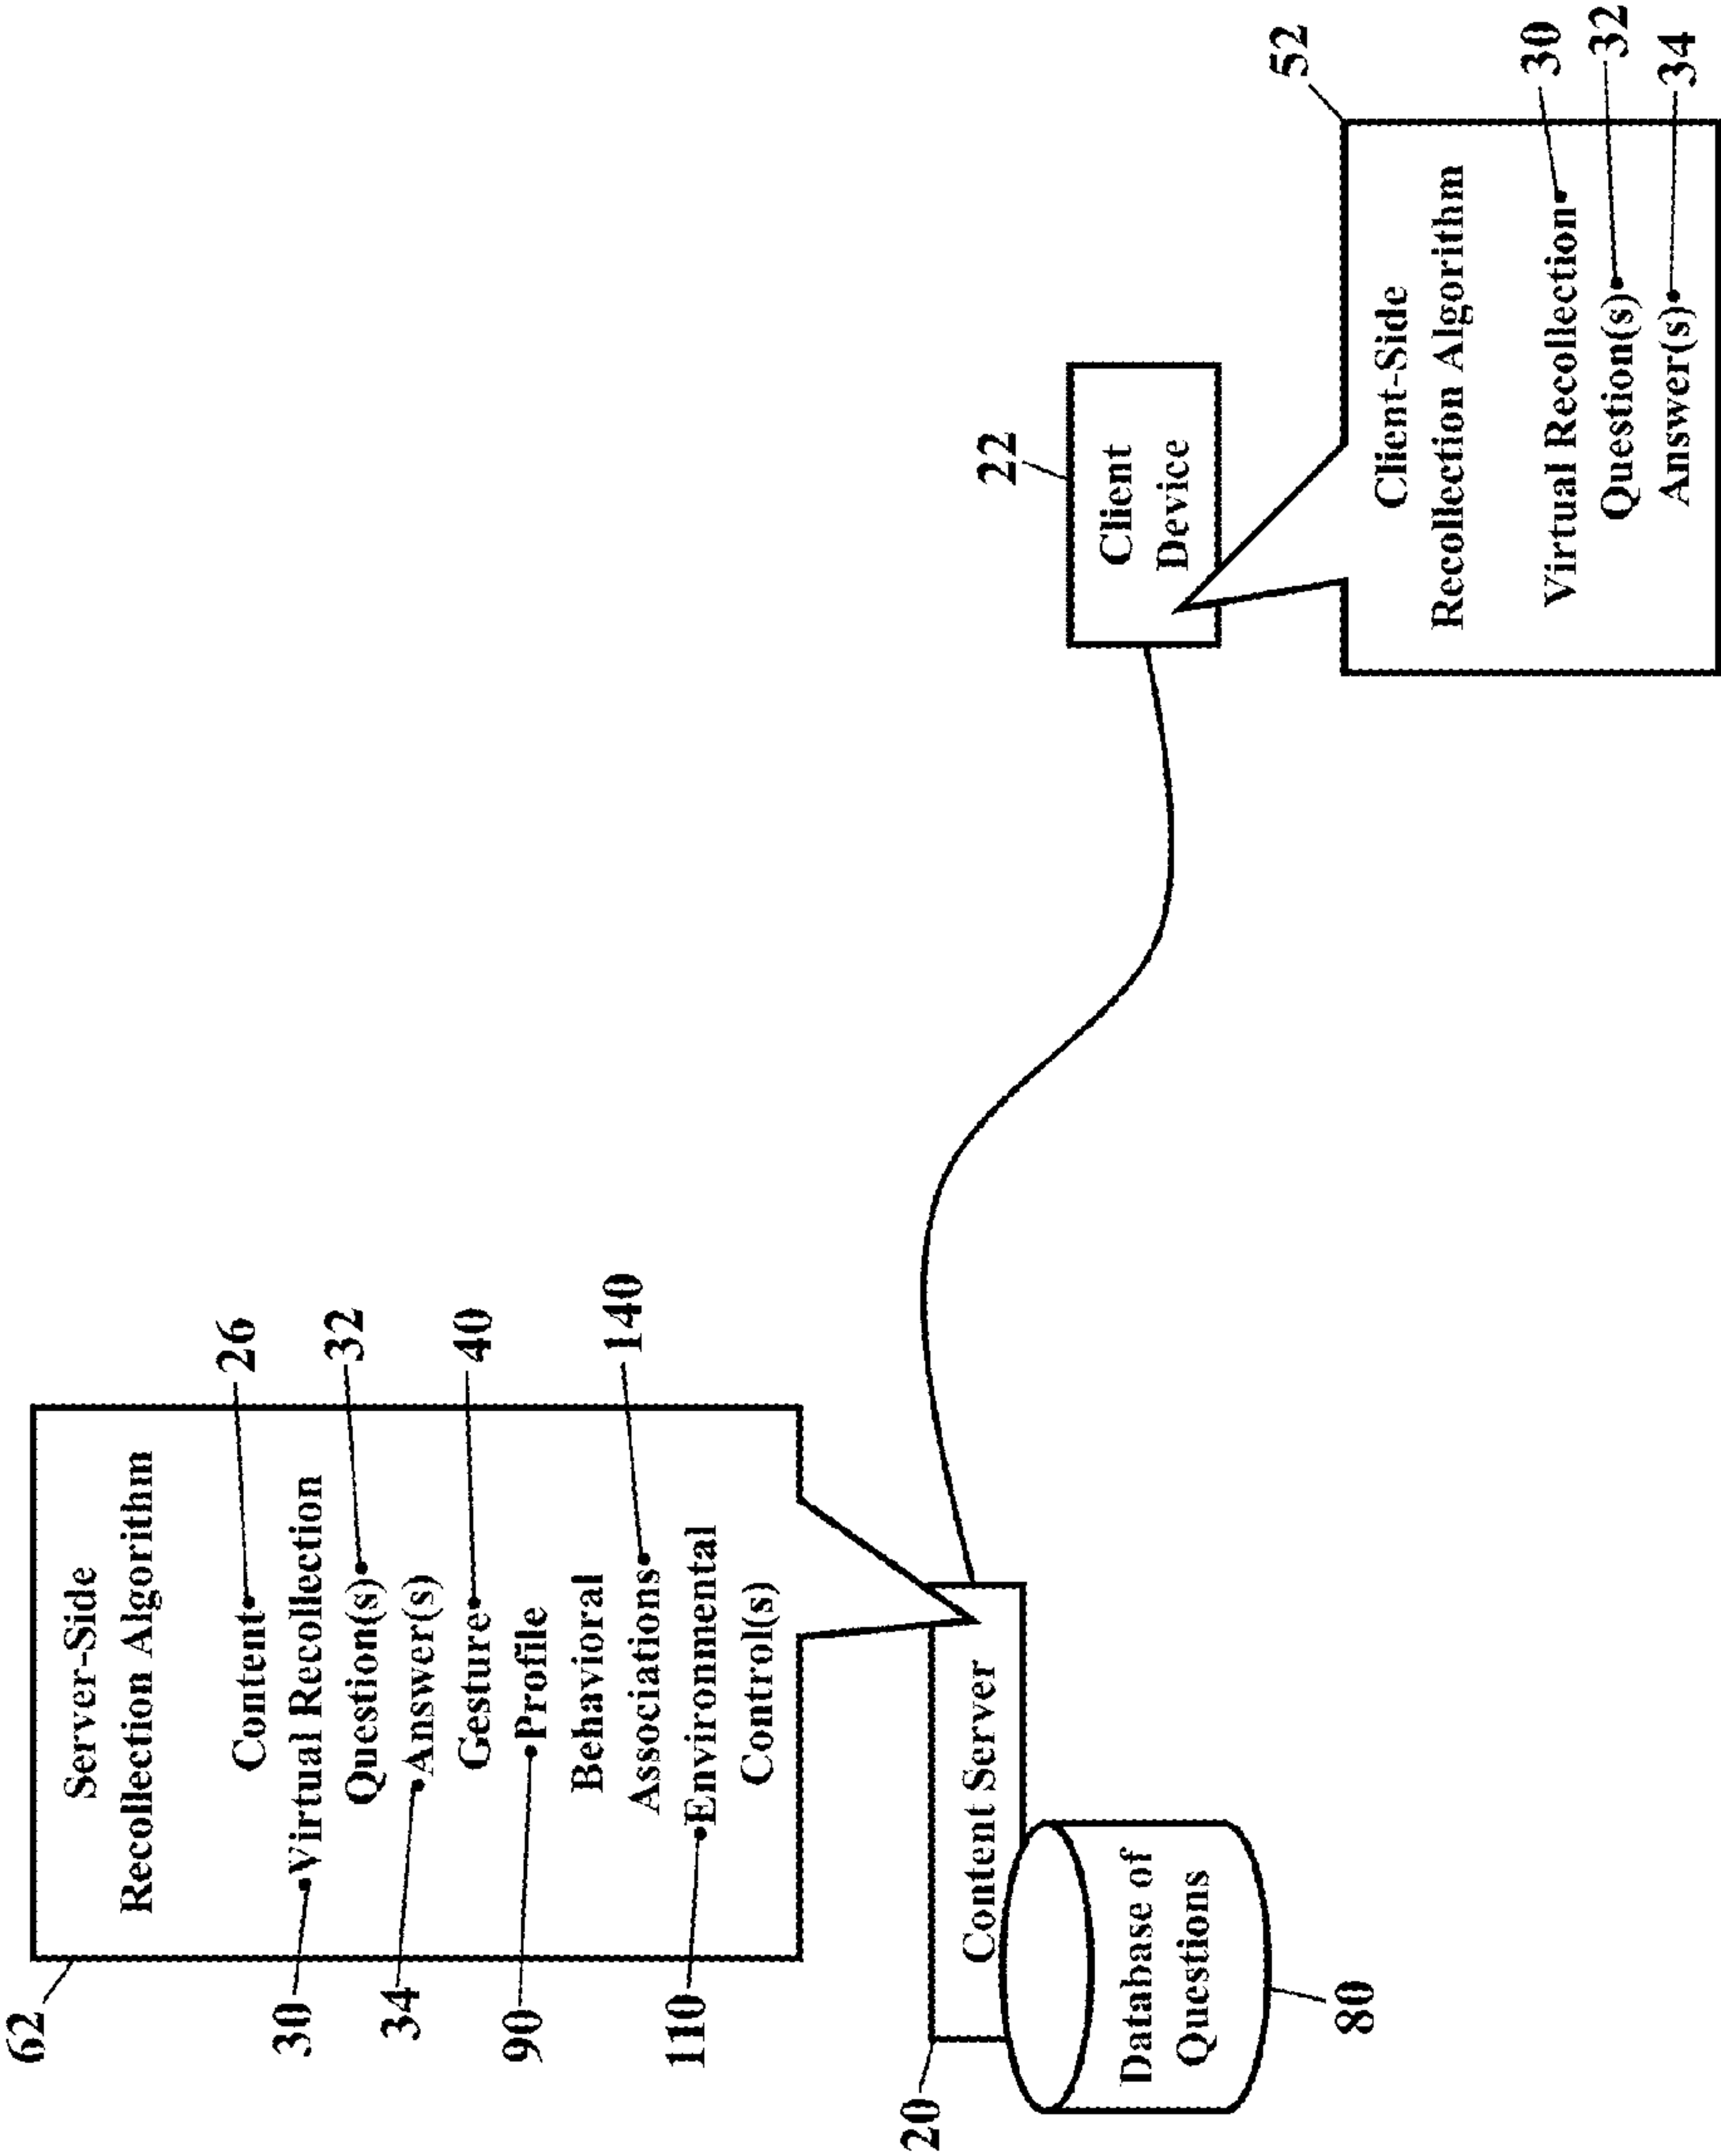 62
Server-Side
Recollection Algorithm
Content
26
30
Virtual Recollection
Question(s)
32
34
Answer(s)
Gesture
40
90
Profile
Behavioral
Associations
140
110
Environmental
Control(s)
20
Content Server
Database of
Questions
80
22
Client
Device
52
Client-Side
Recollection Algorithm
Virtual Recollection
30
Question(s)
32
Answer(s)
34